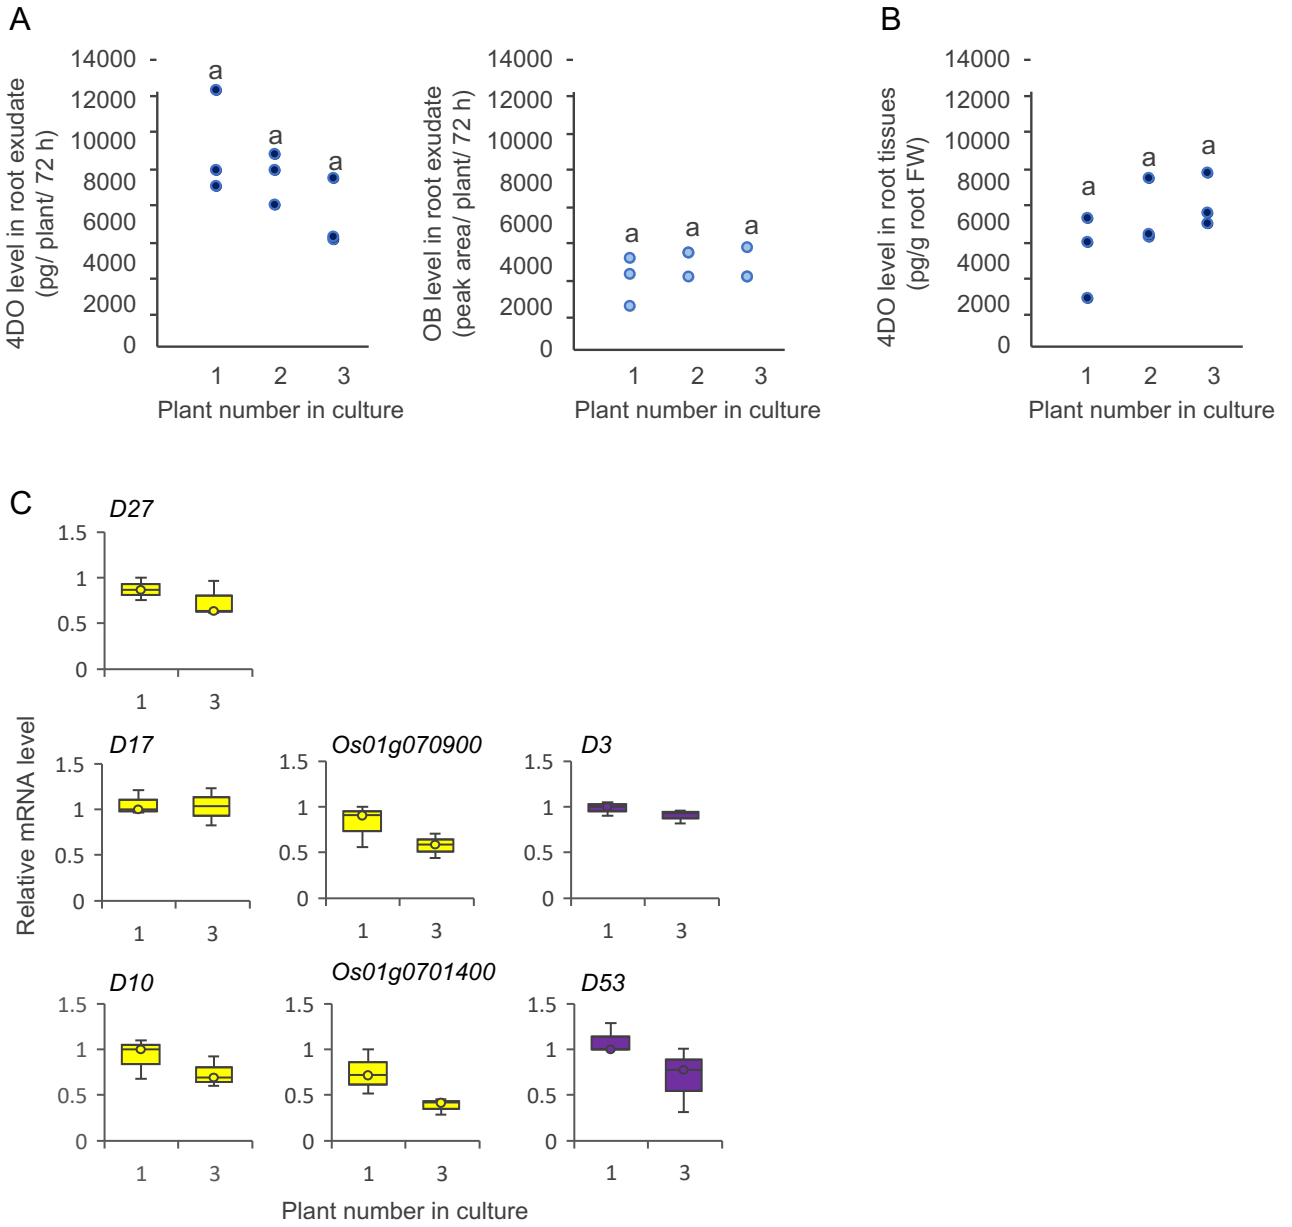 A
4DO level in root exudate
(pg/ plant/ 72 h)
14000
12000
10000
8000
6000
4000
2000
0
a
a
a
1 2 3
Plant number in culture
OB level in root exudate
(peak area/ plant/ 72 h)
14000
12000
10000
8000
6000
4000
2000
0
a
a
a
1 2 3
Plant number in culture
B
4DO level in root tissues
(pg/g root FW)
14000
12000
10000
8000
6000
4000
2000
0
a
a
a
1 2 3
Plant number in culture
C
Relative mRNA level
D27
1.5
1
0.5
0
1 3
D17
1.5
1
0.5
0
1 3
Os01g070900
1.5
1
0.5
0
1 3
D3
1.5
1
0.5
0
1 3
D10
1.5
1
0.5
0
1 3
Os01g0701400
1.5
1
0.5
0
1 3
D53
1.5
1
0.5
0
1 3
Plant number in culture